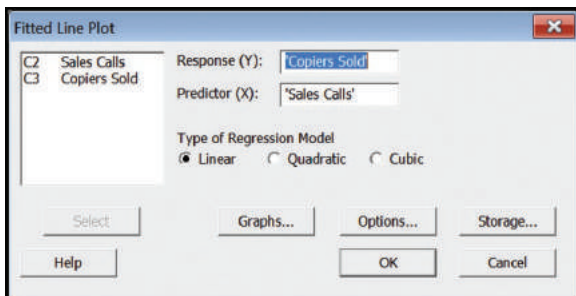 Fitted Line Plot
C2 Sales Calls
C3 Copiers Sold
Response (Y): 'Copiers Sold'
Predictor (X): 'Sales Calls'
Type of Regression Model
Linear Quadratic Cubic
Select Graphs... Options... Storage...
Help OK Cancel